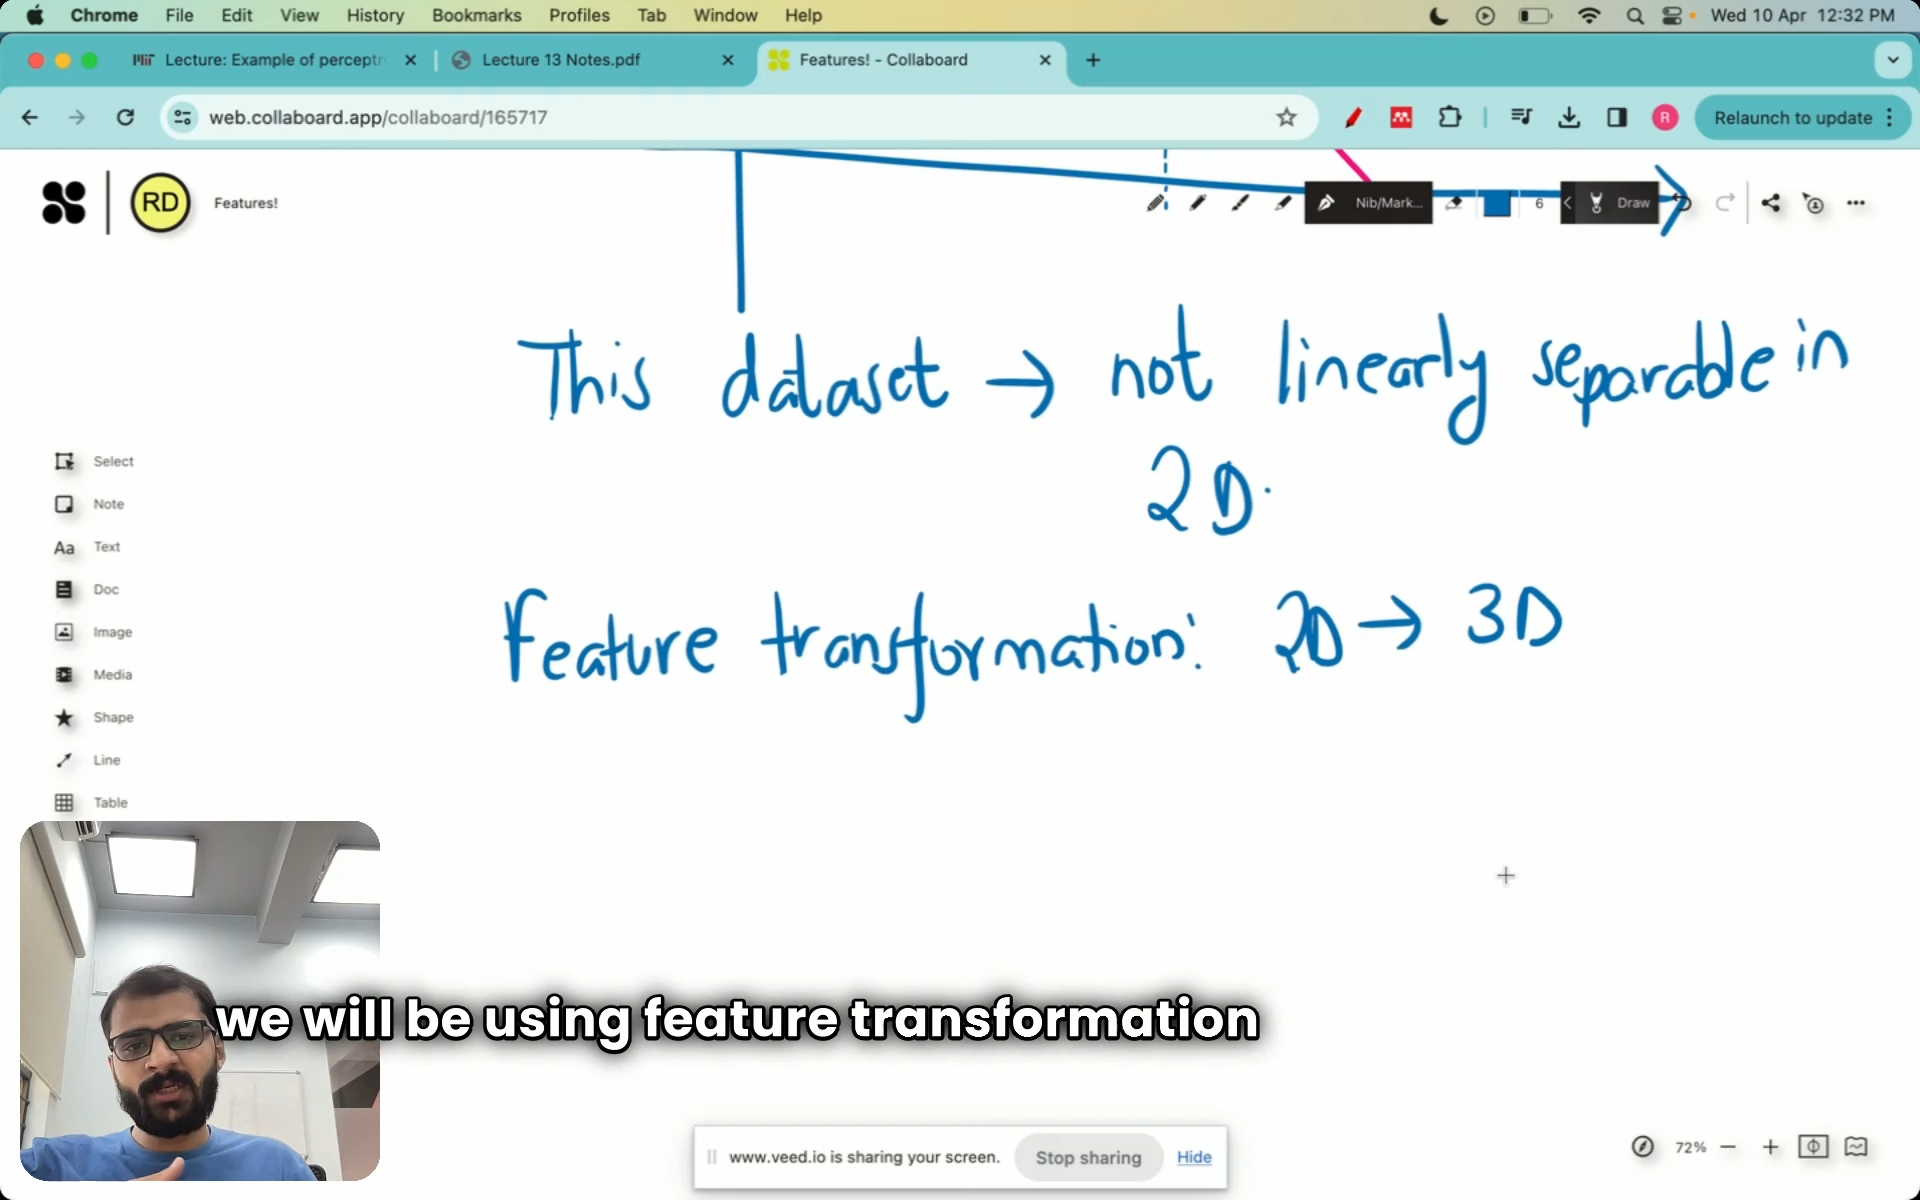 Chrome File Edit View History Bookmarks Profiles Tab Window Help Wed 10 Apr 12:32 PM
Lecture: Example of perceptr Lecture 13 Notes.pdf Features! - Collaboard
web.collaboard.app/collaboard/165717 R Relaunch to update
RD Features! Nib/Mark... 6 Draw
This dataset → not linearly separable in
2D.
Select
Note
Aa Text
Doc
Feature transformation: 2D → 3D
Image
Media
Shape
Line
Table
we will be using feature transformation
www.veed.io is sharing your screen. Stop sharing Hide
72%